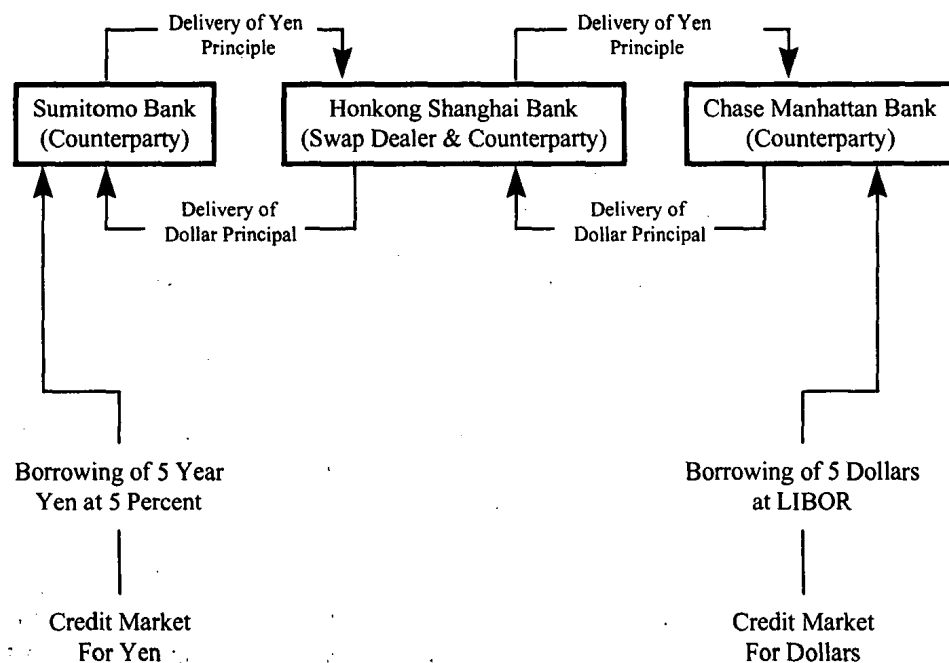 Delivery of Yen
Principle
Delivery of Yen
Principle
Sumitomo Bank
(Counterparty)
Honkong Shanghai Bank
(Swap Dealer & Counterparty)
Chase Manhattan Bank
(Counterparty)
Delivery of
Dollar Principal
Delivery of
Dollar Principal
Borrowing of 5 Year
Yen at 5 Percent
Borrowing of 5 Dollars
at LIBOR
Credit Market
For Yen
Credit Market
For Dollars